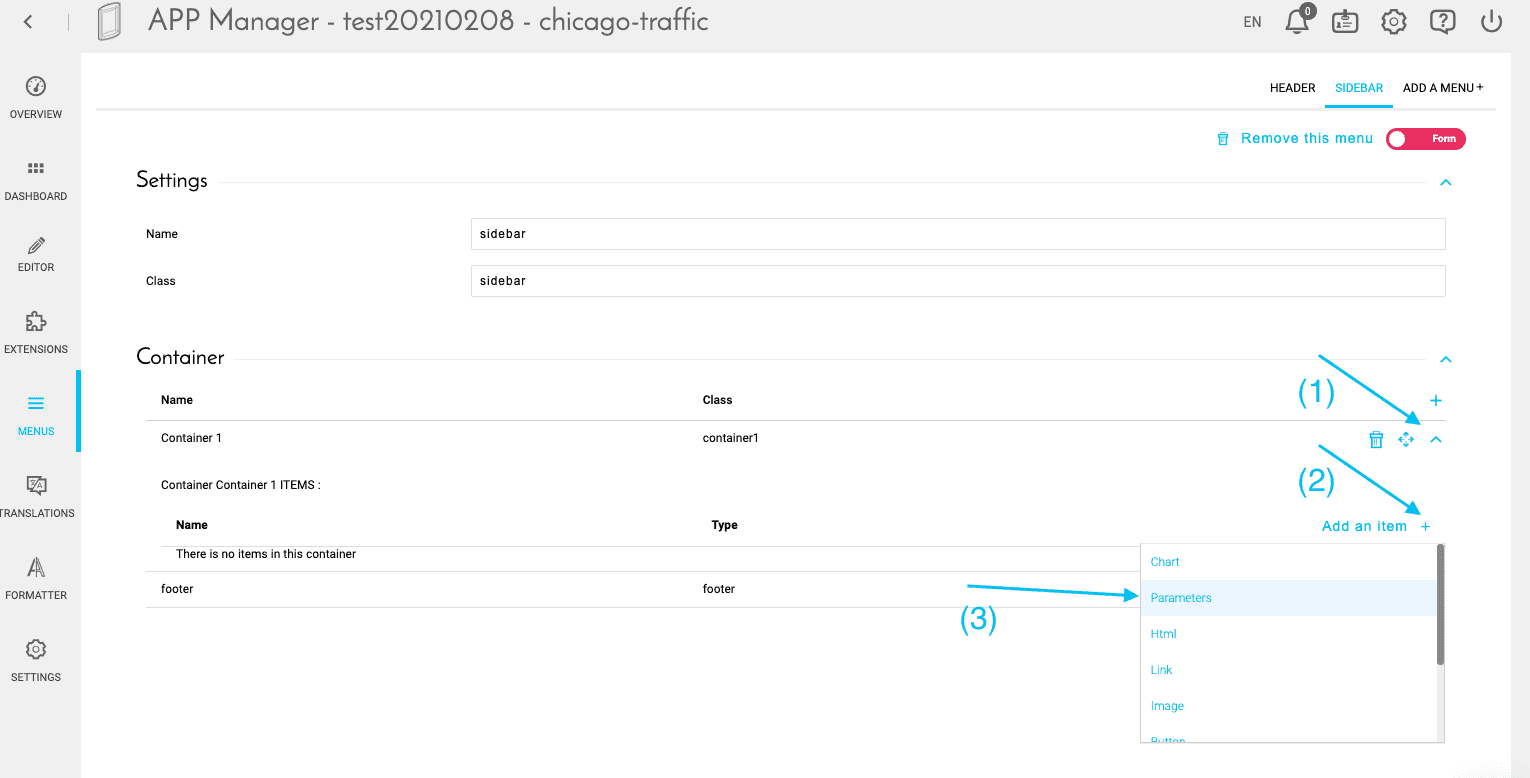 APP Manager - test20210208 - chicago-traffic
EN
0
HEADER SIDEBAR ADD A MENU +
Remove this menu Form
OVERVIEW
DASHBOARD
EDITOR
EXTENSIONS
MENUS
TRANSLATIONS
FORMATTER
SETTINGS
Settings
Name sidebar
Class sidebar
Container
Name Class +
(1)
Container 1 container1
(2)
Container Container 1 ITEMS :
Name Type Add an item +
There is no items in this container
footer footer
(3)
Chart
Parameters
Html
Link
Image
Button